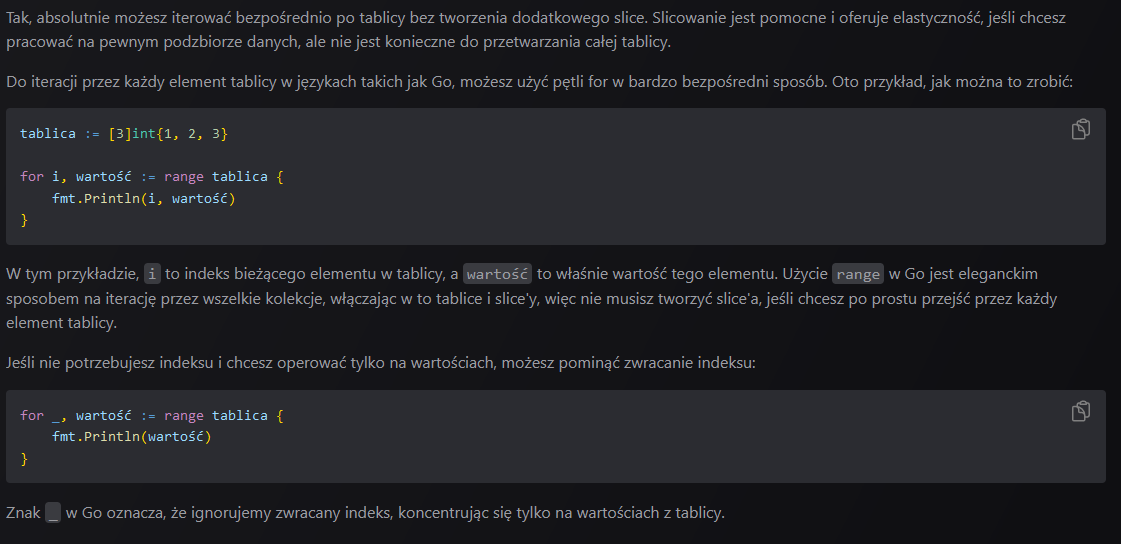 Tak, absolutnie możesz iterować bezpośrednio po tablicy bez tworzenia dodatkowego slice. Slicowanie jest pomocne i oferuje elastyczność, jeśli chcesz
pracować na pewnym podzbiorze danych, ale nie jest konieczne do przetwarzania całej tablicy.
Do iteracji przez każdy element tablicy w językach takich jak Go, możesz użyć pętli for w bardzo bezpośredni sposób. Oto przykład, jak można to zrobić:
tablica := [3]int{1, 2, 3}
for i, wartość := range tablica {
    fmt.Println(i, wartość)
}
W tym przykładzie, i to indeks bieżącego elementu w tablicy, a wartość to właśnie wartość tego elementu. Użycie range w Go jest eleganckim
sposobem na iterację przez wszelkie kolekcje, włączając w to tablice i slice'y, więc nie musisz tworzyć slice'a, jeśli chcesz po prostu przejść przez każdy
element tablicy.
Jeśli nie potrzebujesz indeksu i chcesz operować tylko na wartościach, możesz pominąć zwracanie indeksu:
for _, wartość := range tablica {
    fmt.Println(wartość)
}
Znak _ w Go oznacza, że ignorujemy zwracany indeks, koncentrując się tylko na wartościach z tablicy.